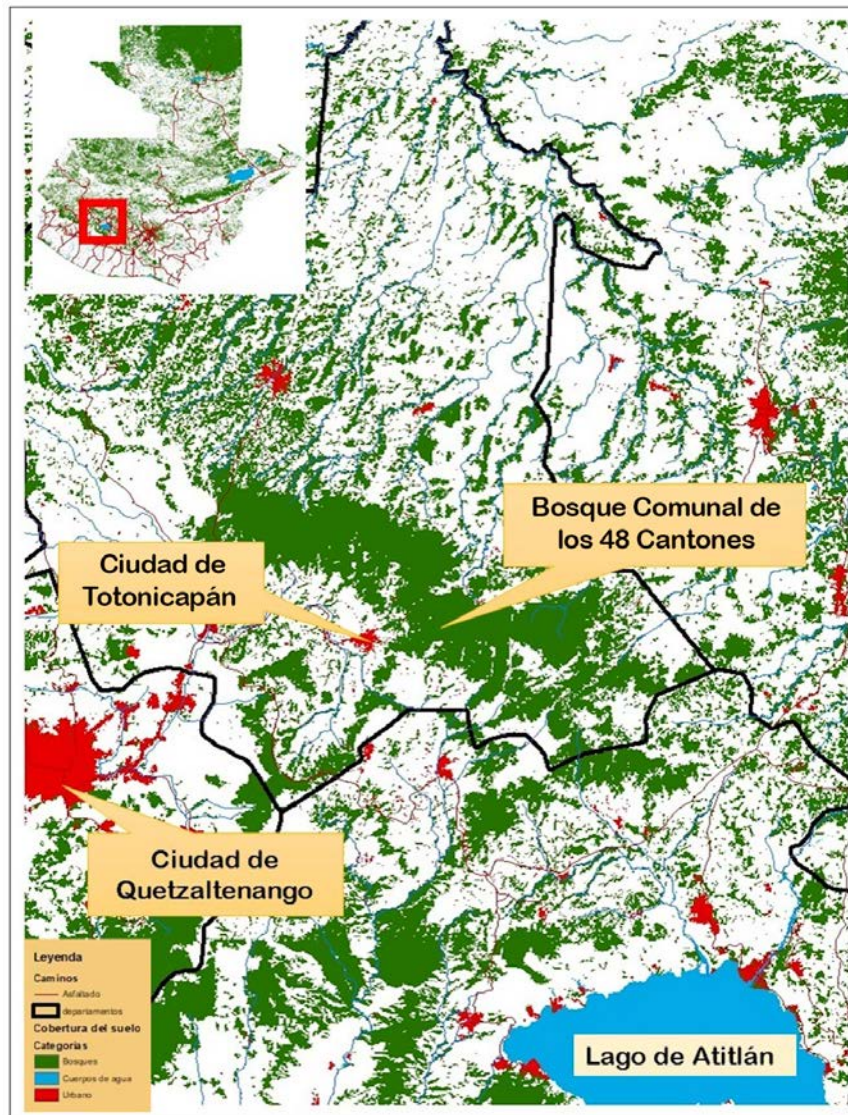 Bosque Comunal de
los 48 Cantones
Ciudad de
Totonicapán
Ciudad de
Quetzaltenango
Lago de Atitlán
Leyenda
Caminos
Asfaltado
departamentos
Cobertura del suelo
Categorías
Bosques
Cuerpos de agua
Urbano